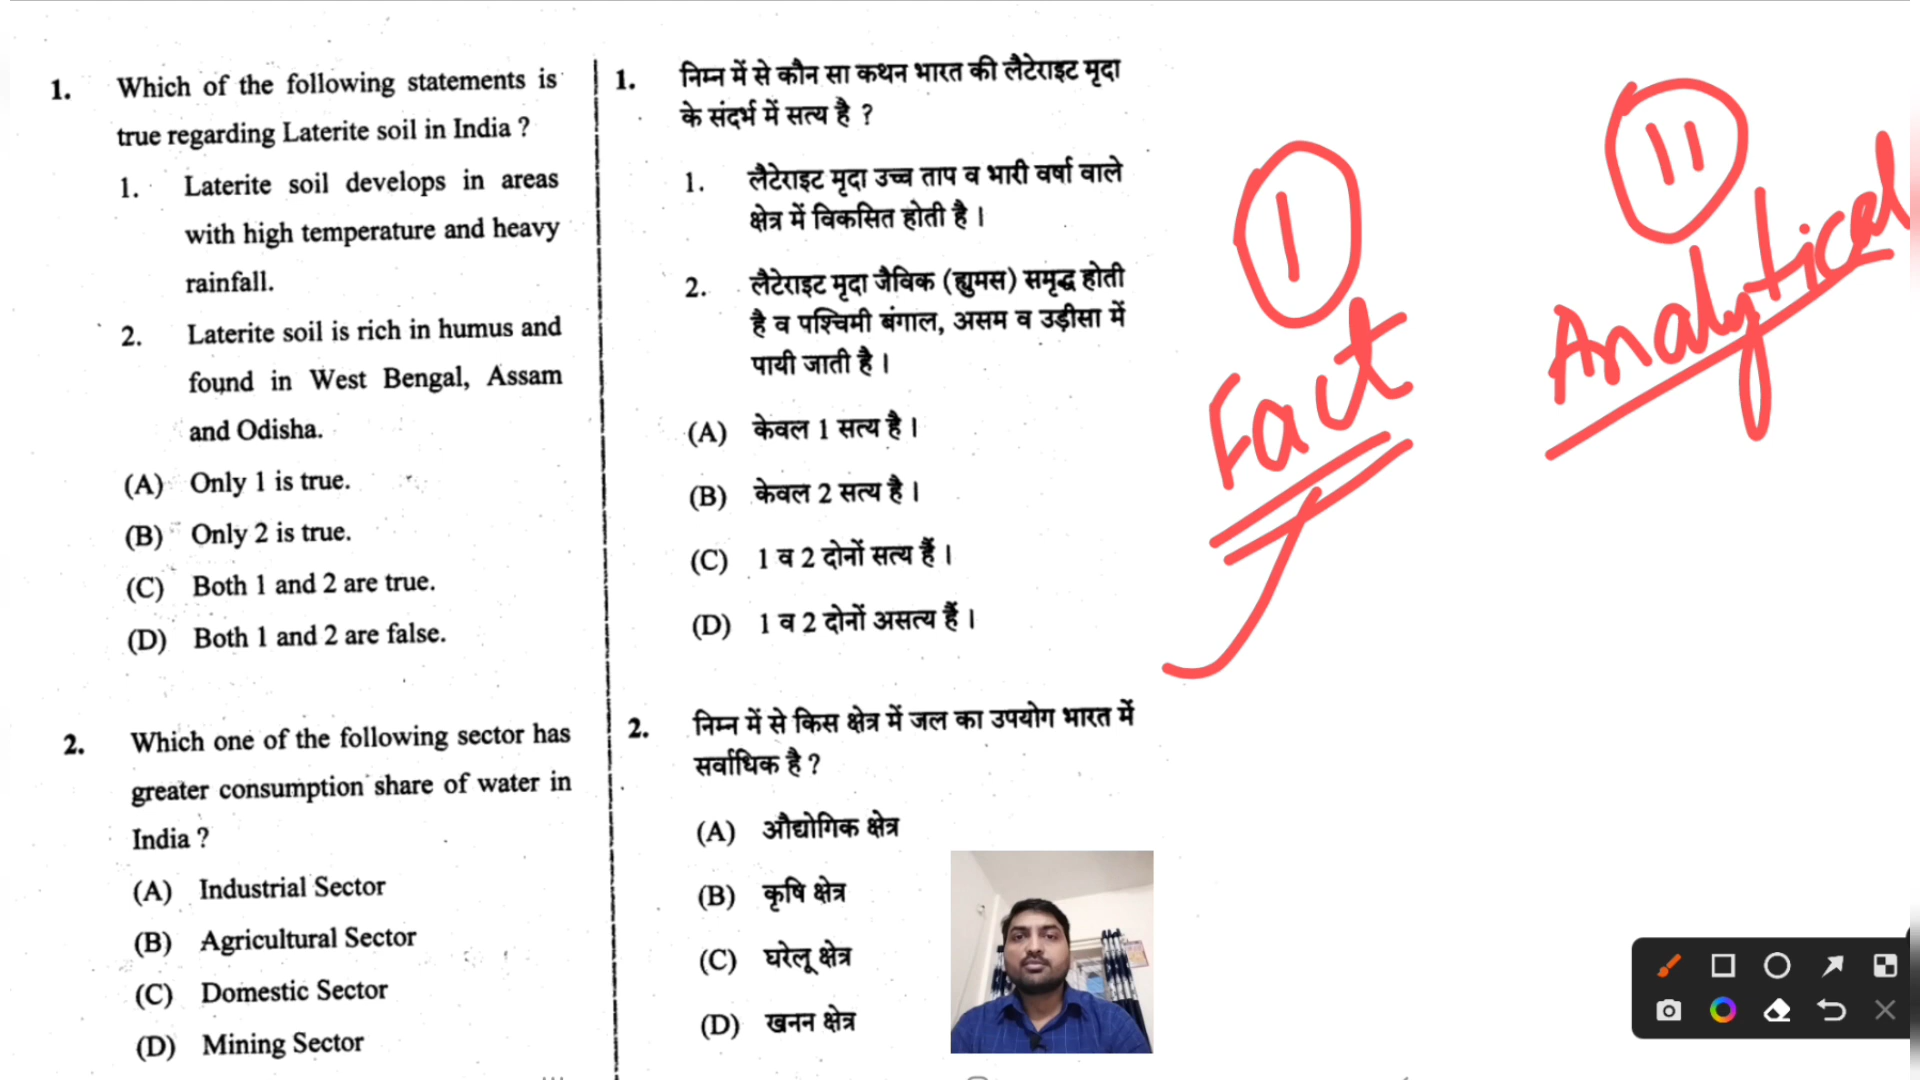 1. Which of the following statements is
true regarding Laterite soil in India ?
1. Laterite soil develops in areas
with high temperature and heavy
rainfall.
2. Laterite soil is rich in humus and
found in West Bengal, Assam
and Odisha.
(A) Only 1 is true.
(B) Only 2 is true.
(C) Both 1 and 2 are true.
(D) Both 1 and 2 are false.
2. Which one of the following sector has
greater consumption share of water in
India ?
(A) Industrial Sector
(B) Agricultural Sector
(C) Domestic Sector
(D) Mining Sector
1. निम्न में से कौन सा कथन भारत की लैटेराइट मृदा
के संदर्भ में सत्य है ?
1. लैटेराइट मृदा उच्च ताप व भारी वर्षा वाले
क्षेत्र में विकसित होती है ।
2. लैटेराइट मृदा जैविक (ह्युमस) समृद्ध होती
है व पश्चिमी बंगाल, असम व उड़ीसा में
पायी जाती है ।
(A) केवल 1 सत्य है ।
(B) केवल 2 सत्य है ।
(C) 1 व 2 दोनों सत्य हैं ।
(D) 1 व 2 दोनों असत्य हैं ।
2. निम्न में से किस क्षेत्र में जल का उपयोग भारत में
सर्वाधिक है ?
(A) औद्योगिक क्षेत्र
(B) कृषि क्षेत्र
(C) घरेलू क्षेत्र
(D) खनन क्षेत्र
I
Fact
II
Analytical